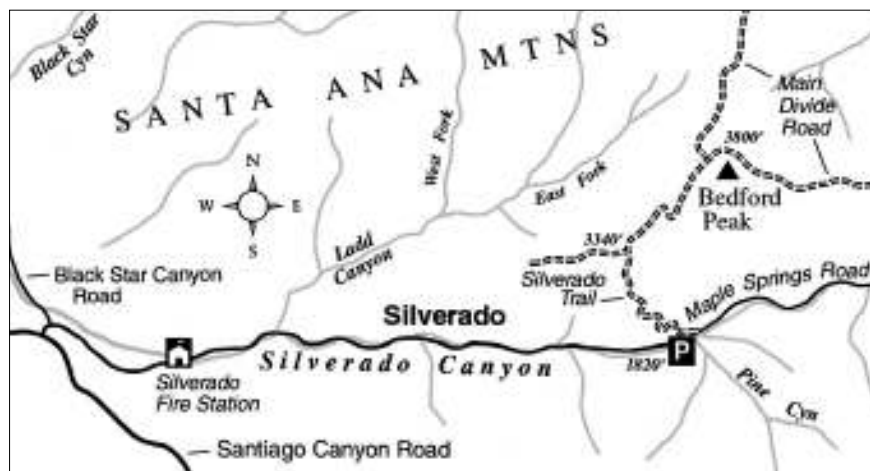 Black Star
Cyn
SANTA ANA MTNS
Main
Divide
Road
3800'
West Fork
East Fork
Bedford
Peak
N
W E
S
Ladd
Canyon
3340'
Black Star Canyon
Road
Silverado
Trail
Maple Springs Road
Silverado
P
1820'
Silverado Canyon
Silverado
Fire Station
Pine Cyn
Santiago Canyon Road